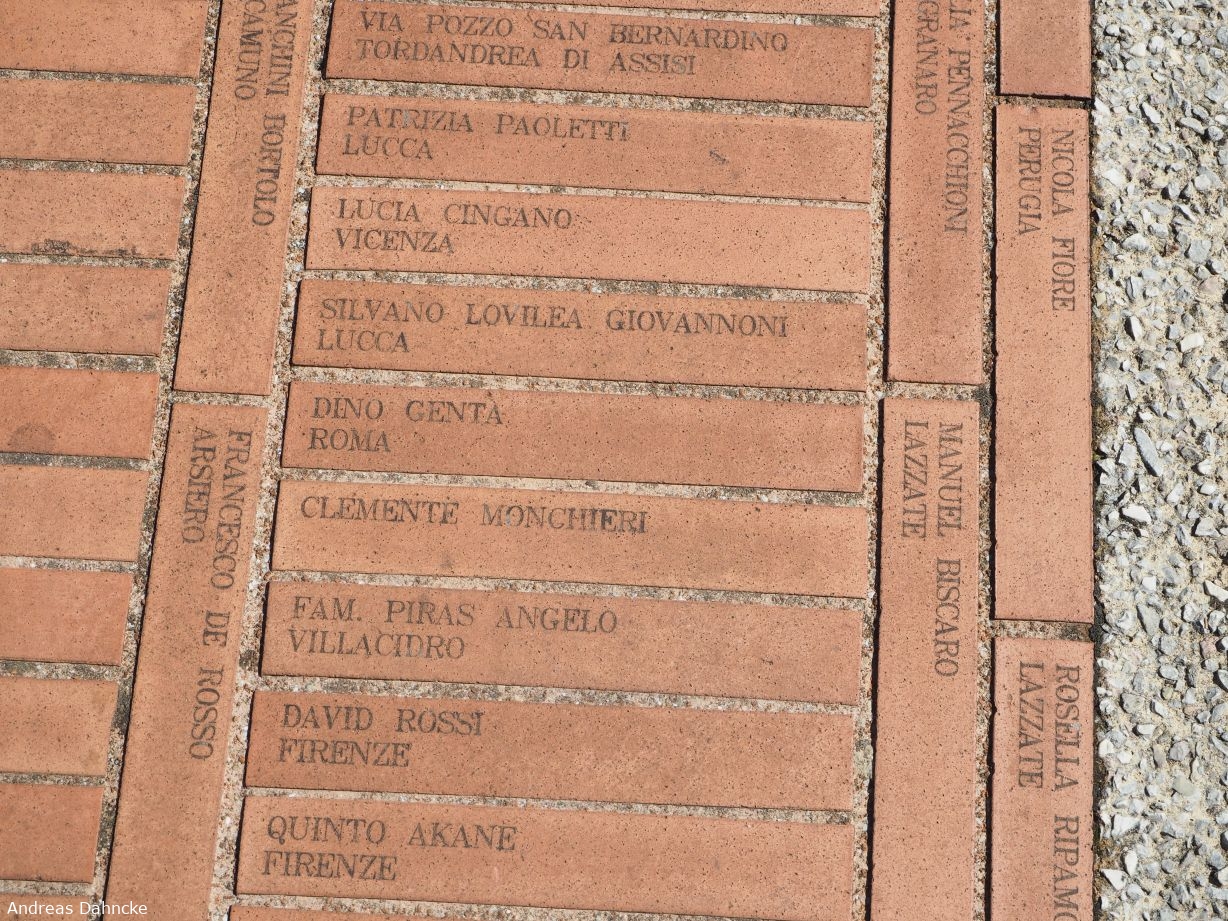 VIA POZZO SAN BERNARDINO
TORDANDREA DI ASSISI
PATRIZIA PAOLETTI
LUCCA
LUCIA CINGANO
VICENZA
SILVANO LOVILEA GIOVANNONI
LUCCA
DINO GENTA
ROMA
CLEMENTE MONCHIERI
FAM. PIRAS ANGELO
VILLACIDRO
DAVID ROSSI
FIRENZE
QUINTO AKANE
FIRENZE
BORTOLO
CAMUNO
FRANCESCO DE ROSSO
ARSIERO
PENNACCHIONI
GRANARO
MANUEL BISCARO
LAZZATE
NICOLA FIORE
PERUGIA
ROSELLA RIPAM
LAZZATE
Andreas Dahncke